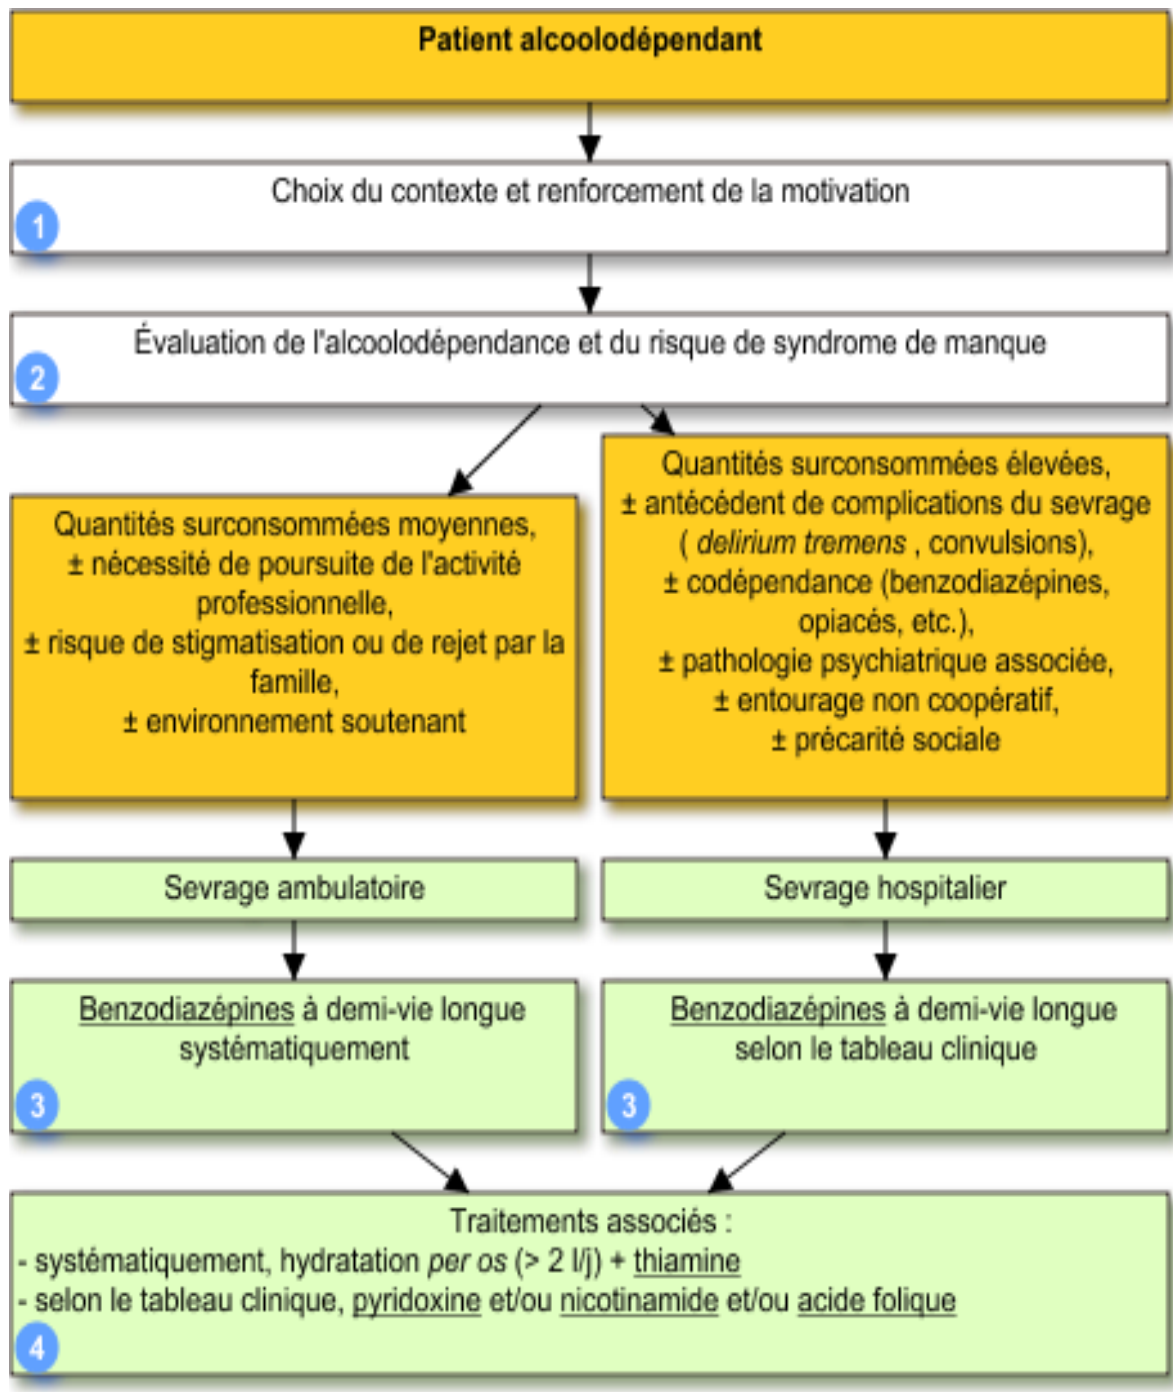 Patient alcoolodépendant
Choix du contexte et renforcement de la motivation
1
Évaluation de l'alcoolodépendance et du risque de syndrome de manque
2
Quantités surconsommées moyennes,
± nécessité de poursuite de l'activité
professionnelle,
± risque de stigmatisation ou de rejet par la
famille,
± environnement soutenant
Quantités surconsommées élevées,
± antécédent de complications du sevrage
( delirium tremens , convulsions),
± codépendance (benzodiazépines,
opiacés, etc.),
± pathologie psychiatrique associée,
± entourage non coopératif,
± précarité sociale
Sevrage ambulatoire
Sevrage hospitalier
Benzodiazépines à demi-vie longue
systématiquement
3
Benzodiazépines à demi-vie longue
selon le tableau clinique
3
Traitements associés :
- systématiquement, hydratation per os (> 2 l/j) + thiamine
- selon le tableau clinique, pyridoxine et/ou nicotinamide et/ou acide folique
4